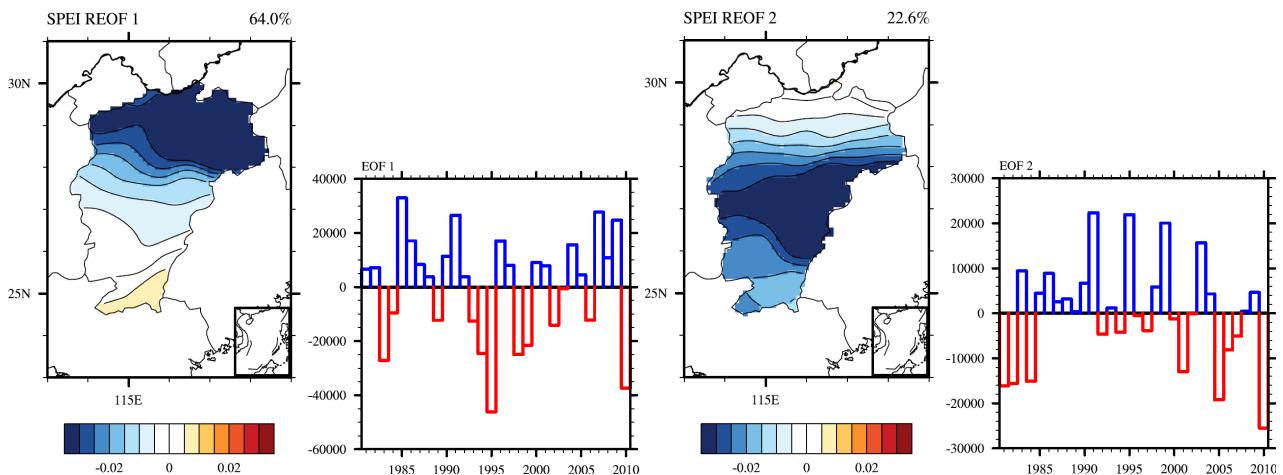 SPEI REOF 1 64.0%
30N
25N
115E
-0.02 0 0.02
EOF 1
40000
20000
0
-20000
-40000
-60000
1985 1990 1995 2000 2005 2010
SPEI REOF 2 22.6%
30N
25N
115E
-0.02 0 0.02
EOF 2
30000
20000
10000
0
-10000
-20000
-30000
1985 1990 1995 2000 2005 2010